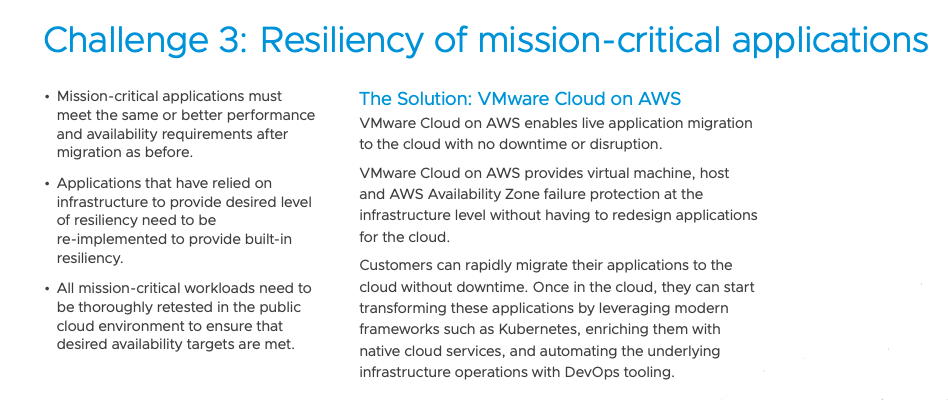 Challenge 3: Resiliency of mission-critical applications
• Mission-critical applications must
meet the same or better performance
and availability requirements after
migration as before.
• Applications that have relied on
infrastructure to provide desired level
of resiliency need to be
re-implemented to provide built-in
resiliency.
• All mission-critical workloads need to
be thoroughly retested in the public
cloud environment to ensure that
desired availability targets are met.
The Solution: VMware Cloud on AWS
VMware Cloud on AWS enables live application migration
to the cloud with no downtime or disruption.
VMware Cloud on AWS provides virtual machine, host
and AWS Availability Zone failure protection at the
infrastructure level without having to redesign applications
for the cloud.
Customers can rapidly migrate their applications to the
cloud without downtime. Once in the cloud, they can start
transforming these applications by leveraging modern
frameworks such as Kubernetes, enriching them with
native cloud services, and automating the underlying
infrastructure operations with DevOps tooling.